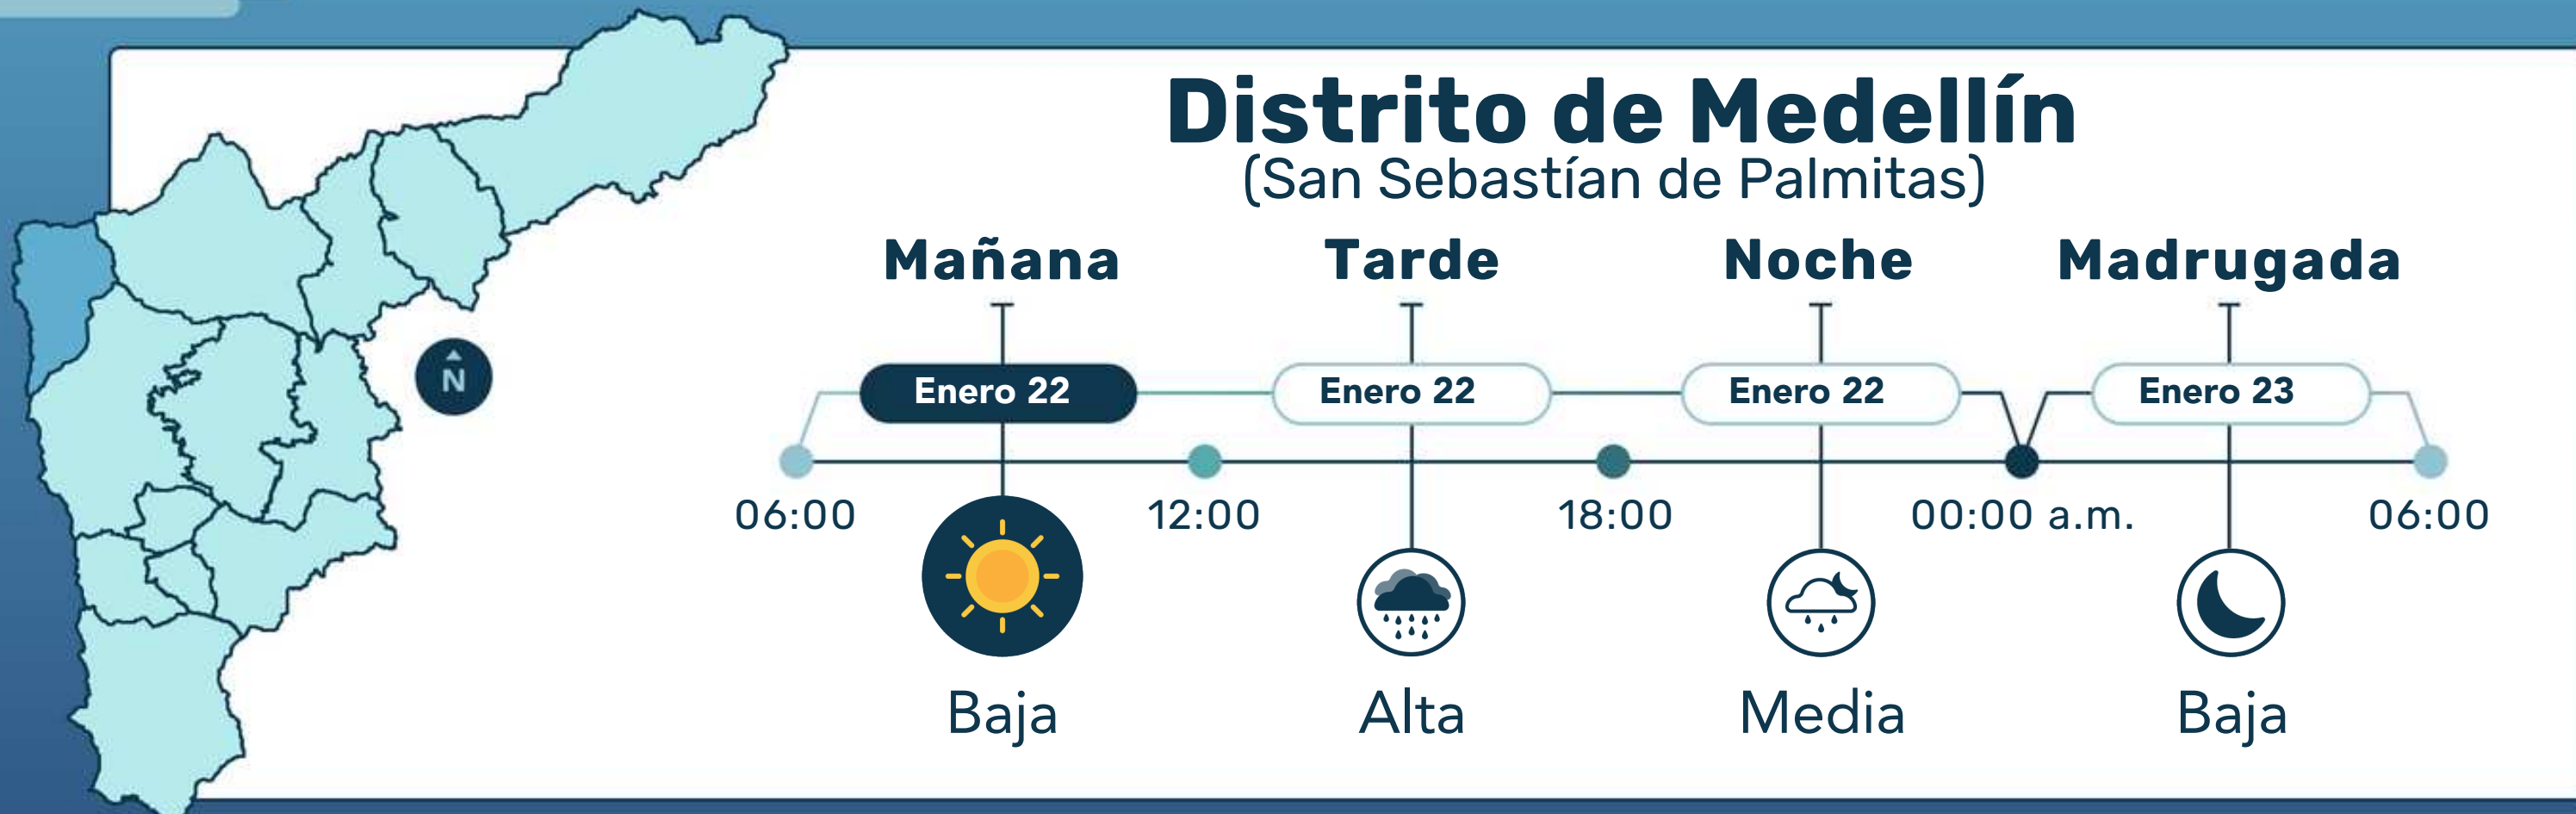 Distrito de Medellín
(San Sebastían de Palmitas)
Mañana Tarde Noche Madrugada
Enero 22 Enero 22 Enero 22 Enero 23
N
06:00 12:00 18:00 00:00 a.m. 06:00
Baja Alta Media Baja